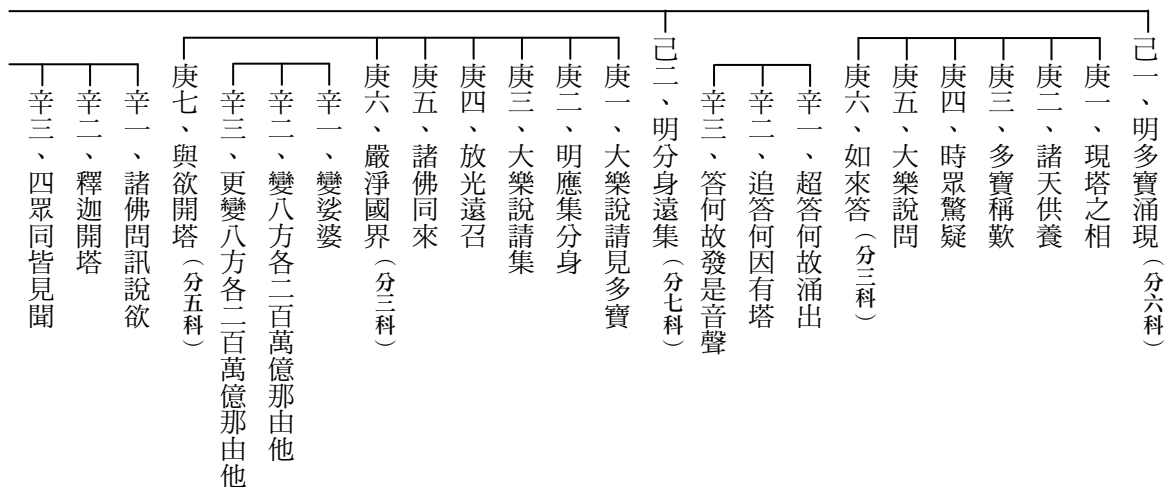 己一、明多寶涌現（分六科）
庚一、現塔之相
庚二、諸天供養
庚三、多寶稱歎
庚四、時眾驚疑
庚五、大樂說問
庚六、如來答（分三科）
辛一、超答何故涌出
辛二、追答何因有塔
辛三、答何故發是音聲
己二、明分身遠集（分七科）
庚一、大樂說請見多寶
庚二、明應集分身
庚三、大樂說請集
庚四、放光遠召
庚五、諸佛同來
庚六、嚴淨國界（分三科）
辛一、變娑婆
辛二、變八方各二百萬億那由他
辛三、更變八方各二百萬億那由他
庚七、與欲開塔（分五科）
辛一、諸佛問訊說欲
辛二、釋迦開塔
辛三、四眾同皆見聞